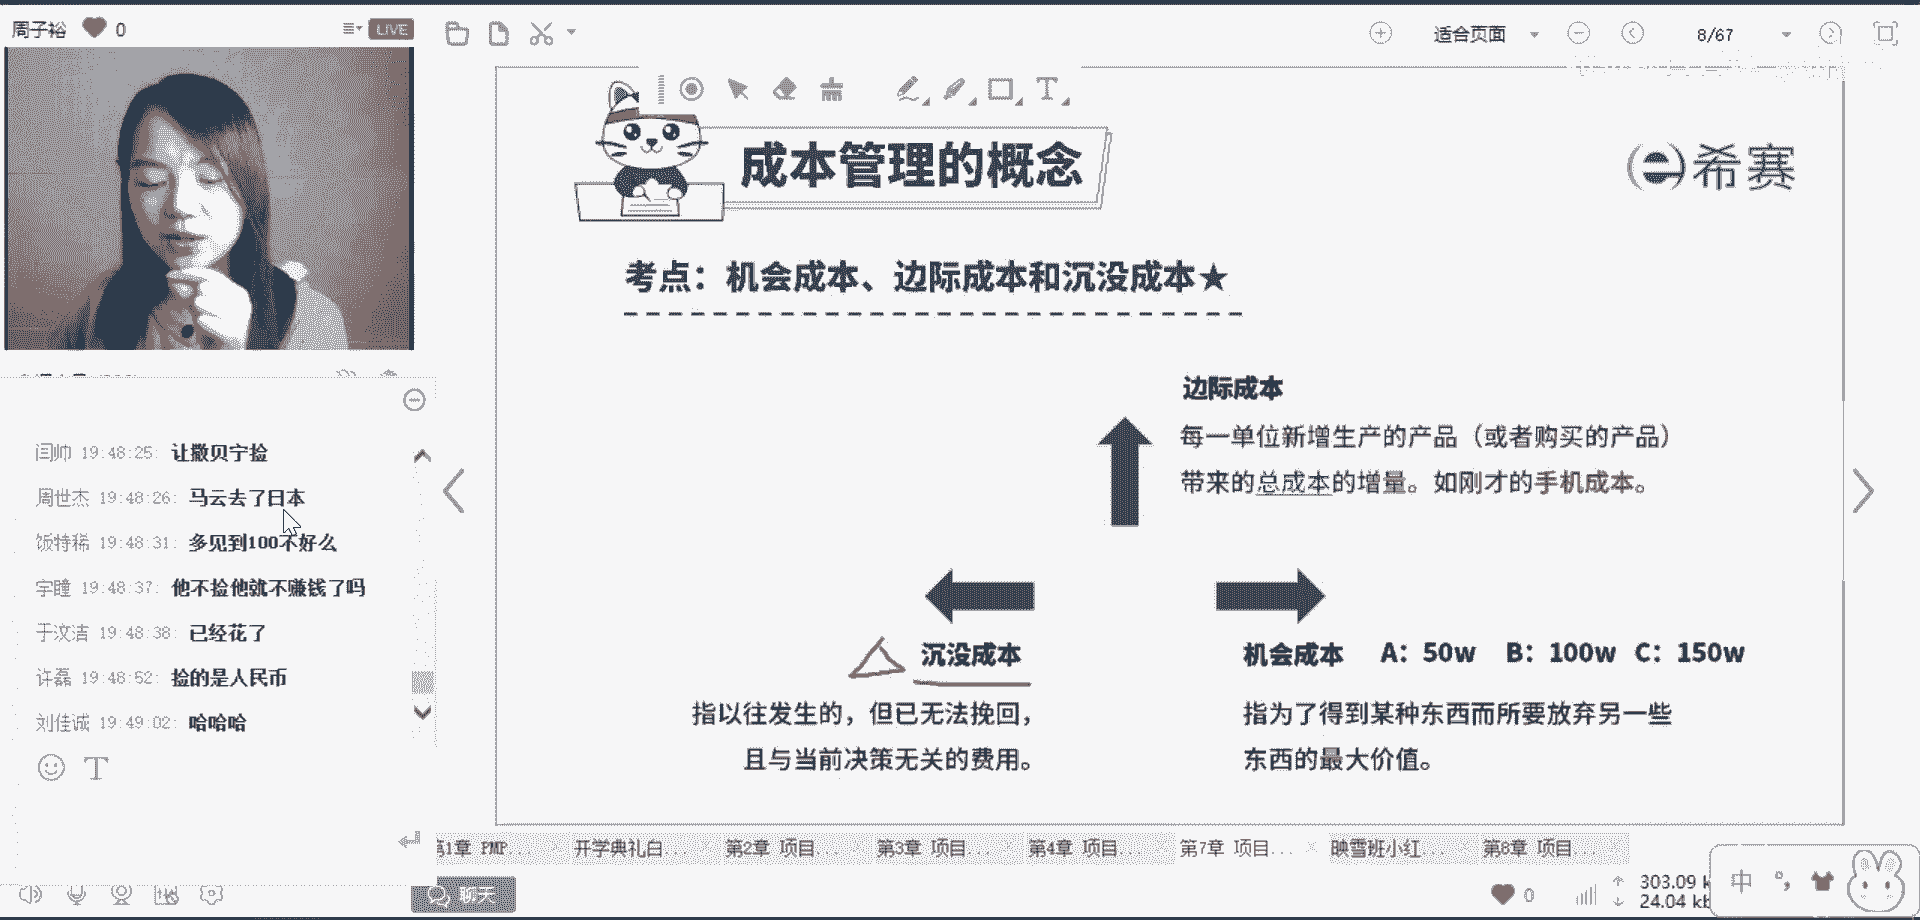 周子裕 0
LIVE
适合页面
8/67
成本管理的概念
希赛
考点：机会成本、边际成本和沉没成本★
边际成本
每一单位新增生产的产品（或者购买的产品）
带来的总成本的增量。如刚才的手机成本。
沉没成本
指以往发生的，但已无法挽回，
且与当前决策无关的费用。
机会成本 A：50w B：100w C：150w
指为了得到某种东西而所要放弃另一些
东西的最大价值。
闫帅 19:48:25: 让撒贝宁捡
周世杰 19:48:26: 马云去了日本
饭特稀 19:48:31: 多见到100不好么
宇瞳 19:48:37: 他不捡他就不赚钱了吗
于汶洁 19:48:38: 已经花了
许磊 19:48:52: 捡的是人民币
刘佳诚 19:49:02: 哈哈哈
第1章 PMP...
开学典礼白...
第2章 项目...
第3章 项目...
第4章 项目...
第7章 项目...
映雪班小红...
第8章 项目...
聊天
0
303.09 k
24.04 kb
中